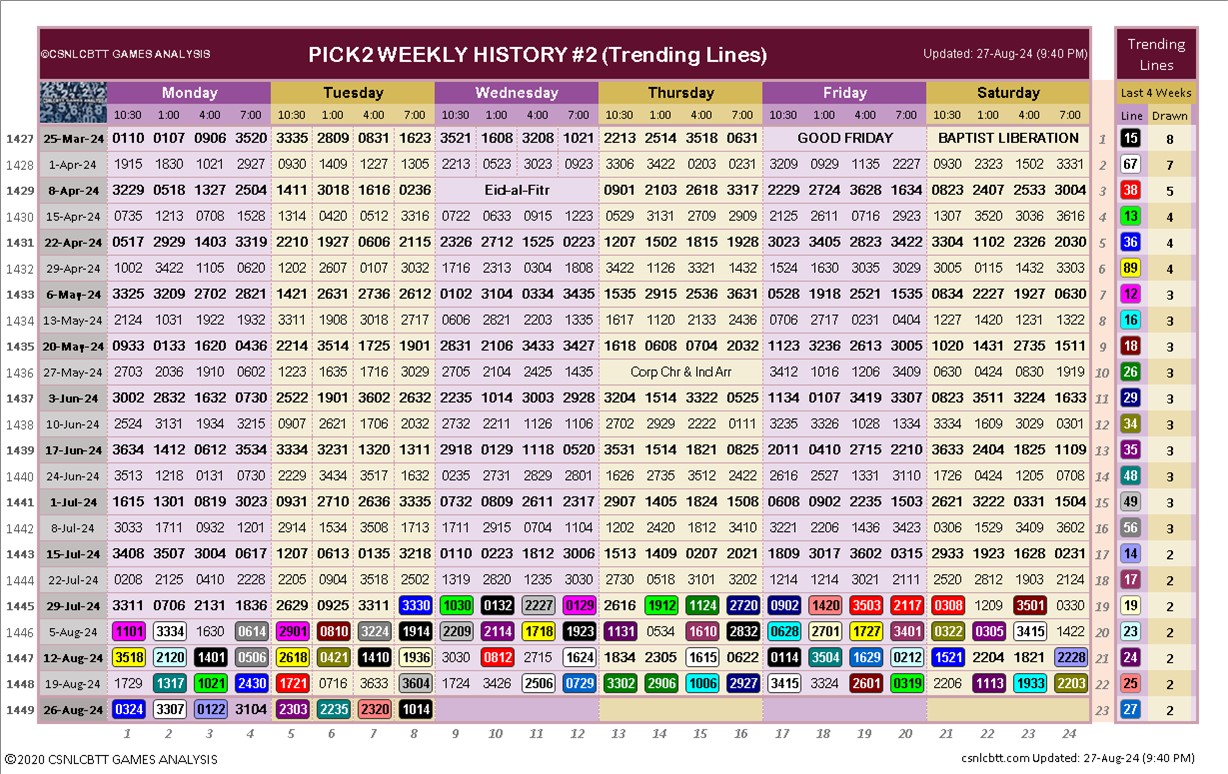 ©CSNLCBTT GAMES ANALYSIS PICK2 WEEKLY HISTORY #2 (Trending Lines) Updated: 27-Aug-24 (9:40 PM) Trending Lines
Monday Tuesday Wednesday Thursday Friday Saturday Last 4 Weeks
10:30 1:00 4:00 7:00 10:30 1:00 4:00 7:00 10:30 1:00 4:00 7:00 10:30 1:00 4:00 7:00 10:30 1:00 4:00 7:00 10:30 1:00 4:00 7:00 Line Drawn
1427 25-Mar-24 0110 0107 0906 3520 3335 2809 0831 1623 3521 1608 3208 1021 2213 2514 3518 0631 GOOD FRIDAY BAPTIST LIBERATION 1 15 8
1428 1-Apr-24 1915 1830 1021 2927 0930 1409 1227 1305 2213 0523 3023 0923 3306 3422 0203 0231 3209 0929 1135 2227 0930 2323 1502 3331 2 67 7
1429 8-Apr-24 3229 0518 1327 2504 1411 3018 1616 0236 Eid-al-Fitr 0901 2103 2618 3317 2229 2724 3628 1634 0823 2407 2533 3004 3 38 5
1430 15-Apr-24 0735 1213 0708 1528 1314 0420 0512 3316 0722 0633 0915 1223 0529 3131 2709 2909 2125 2611 0716 2923 1307 3520 3036 3616 4 13 4
1431 22-Apr-24 0517 2929 1403 3319 2210 1927 0606 2115 2326 2712 1525 0223 1207 1502 1815 1928 3023 3405 2823 3422 3304 1102 2326 2030 5 36 4
1432 29-Apr-24 1002 3422 1105 0620 1202 2607 0107 3032 1716 2313 0304 1808 3422 1126 3321 1432 1524 1630 3035 3029 3005 0115 1432 3303 6 89 4
1433 6-May-24 3325 3209 2702 2821 1421 2631 2736 2612 0102 3104 0334 3435 1535 2915 2536 3631 0528 1918 2521 1535 0834 2227 1927 0630 7 12 3
1434 13-May-24 2124 1031 1922 1932 3311 1908 3018 2717 0606 2821 2203 1335 1617 1120 2133 2436 0706 2717 0231 0404 1227 1420 1231 1322 8 16 3
1435 20-May-24 0933 0133 1620 0436 2214 3514 1725 1901 2831 2106 3433 3427 1618 0608 0704 2032 1123 3236 2613 3005 1020 1431 2735 1511 9 18 3
1436 27-May-24 2703 2036 1910 0602 1223 1635 1716 3029 2705 2104 2425 1435 Corp Chr & Ind Arr 3412 1016 1206 3409 0630 0424 0830 1919 10 26 3
1437 3-Jun-24 3002 2832 1632 0730 2522 1901 3602 2632 2235 1014 3003 2928 3204 1514 3322 0525 1134 0107 3419 3307 0823 3511 3224 1633 11 29 3
1438 10-Jun-24 2524 3131 1934 3215 0907 2621 1706 2032 2732 2211 1126 1106 2702 2929 2222 0111 3235 3326 1028 1334 3334 1609 3029 0301 12 34 3
1439 17-Jun-24 3634 1412 0612 3534 3334 3231 1320 1311 2918 0129 1118 0520 3531 1514 1821 0825 2011 0410 2715 2210 3633 2404 1825 1109 13 35 3
1440 24-Jun-24 3513 1218 0131 0730 2229 3434 3517 1632 0235 2731 2829 2801 1626 2735 3512 2422 2616 2527 1331 3110 1726 0424 1205 0708 14 48 3
1441 1-Jul-24 1615 1301 0819 3023 0931 2710 2636 3335 0732 0809 2611 2317 2907 1405 1824 1508 0608 0902 2235 1503 2621 3222 0331 1504 15 49 3
1442 8-Jul-24 3033 1711 0932 1201 2914 1534 3508 1713 1711 2915 0704 1104 1202 2420 1812 3410 3221 2206 1436 3423 0306 1529 3409 3602 16 56 3
1443 15-Jul-24 3408 3507 3004 0617 1207 0613 0135 3218 0110 0223 1812 3006 1513 1409 0207 2021 1809 3017 3602 0315 2933 1923 1628 0231 17 14 2
1444 22-Jul-24 0208 2125 0410 2228 2205 0904 3518 2502 1319 2820 1235 3030 2730 0518 3101 3202 1214 1214 3021 2111 2520 2812 1903 2124 18 17 2
1445 29-Jul-24 3311 0706 2131 1836 2629 0925 3311 3330 1030 0132 2227 0129 2616 1912 1124 2720 0902 1420 3503 2117 0308 1209 3501 0330 19 19 2
1446 5-Aug-24 1101 3334 1630 0614 2901 0810 3224 1914 2209 2114 1718 1923 1131 0534 1610 2832 0628 2701 1727 3401 0322 0305 3415 1422 20 23 2
1447 12-Aug-24 3518 2120 1401 0506 2618 0421 1410 1936 3030 0812 2715 1624 1834 2305 1615 0622 0114 3504 1629 0212 1521 2204 1821 2228 21 24 2
1448 19-Aug-24 1729 1317 1021 2430 1721 0716 3633 3604 1724 3426 2506 0729 3302 2906 1006 2927 3415 3324 2601 0319 2206 1113 1933 2203 22 25 2
1449 26-Aug-24 0324 3307 0122 3104 2303 2235 2320 1014 23 27 2
1 2 3 4 5 6 7 8 9 10 11 12 13 14 15 16 17 18 19 20 21 22 23 24
©2020 CSNLCBTT GAMES ANALYSIS csnlcbtt.com Updated: 27-Aug-24 (9:40 PM)